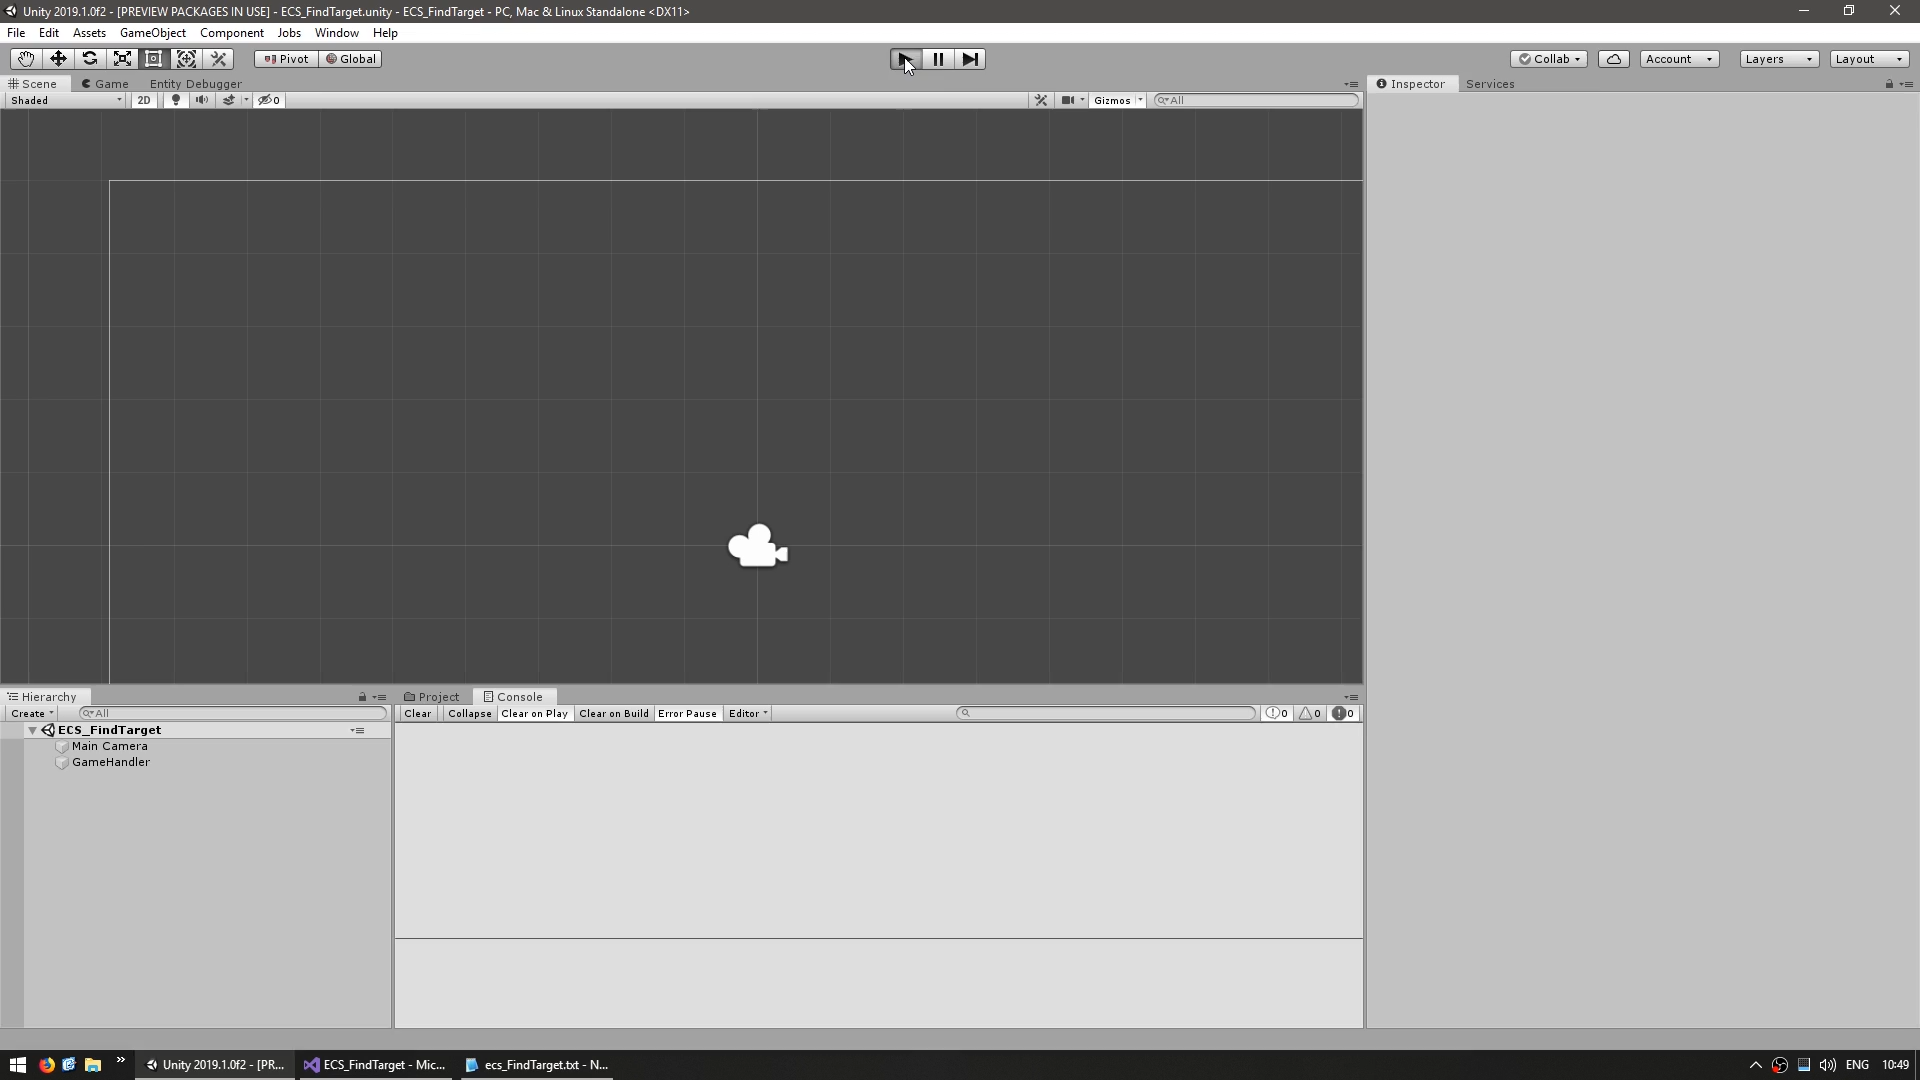 Unity 2019.1.0f2 - [PREVIEW PACKAGES IN USE] - ECS_FindTarget.unity - ECS_FindTarget - PC, Mac & Linux Standalone <DX11>
File Edit Assets GameObject Component Jobs Window Help
Pivot Global Collab Account Layers Layout
Scene Game Entity Debugger Inspector Services
Shaded 2D 0 Gizmos All
Hierarchy Project Console
Create All Clear Collapse Clear on Play Clear on Build Error Pause Editor 0 0 0
ECS_FindTarget
Main Camera
GameHandler
Unity 2019.1.0f2 - [PR... ECS_FindTarget - Mic... ecs_FindTarget.txt - N... ENG 10:49